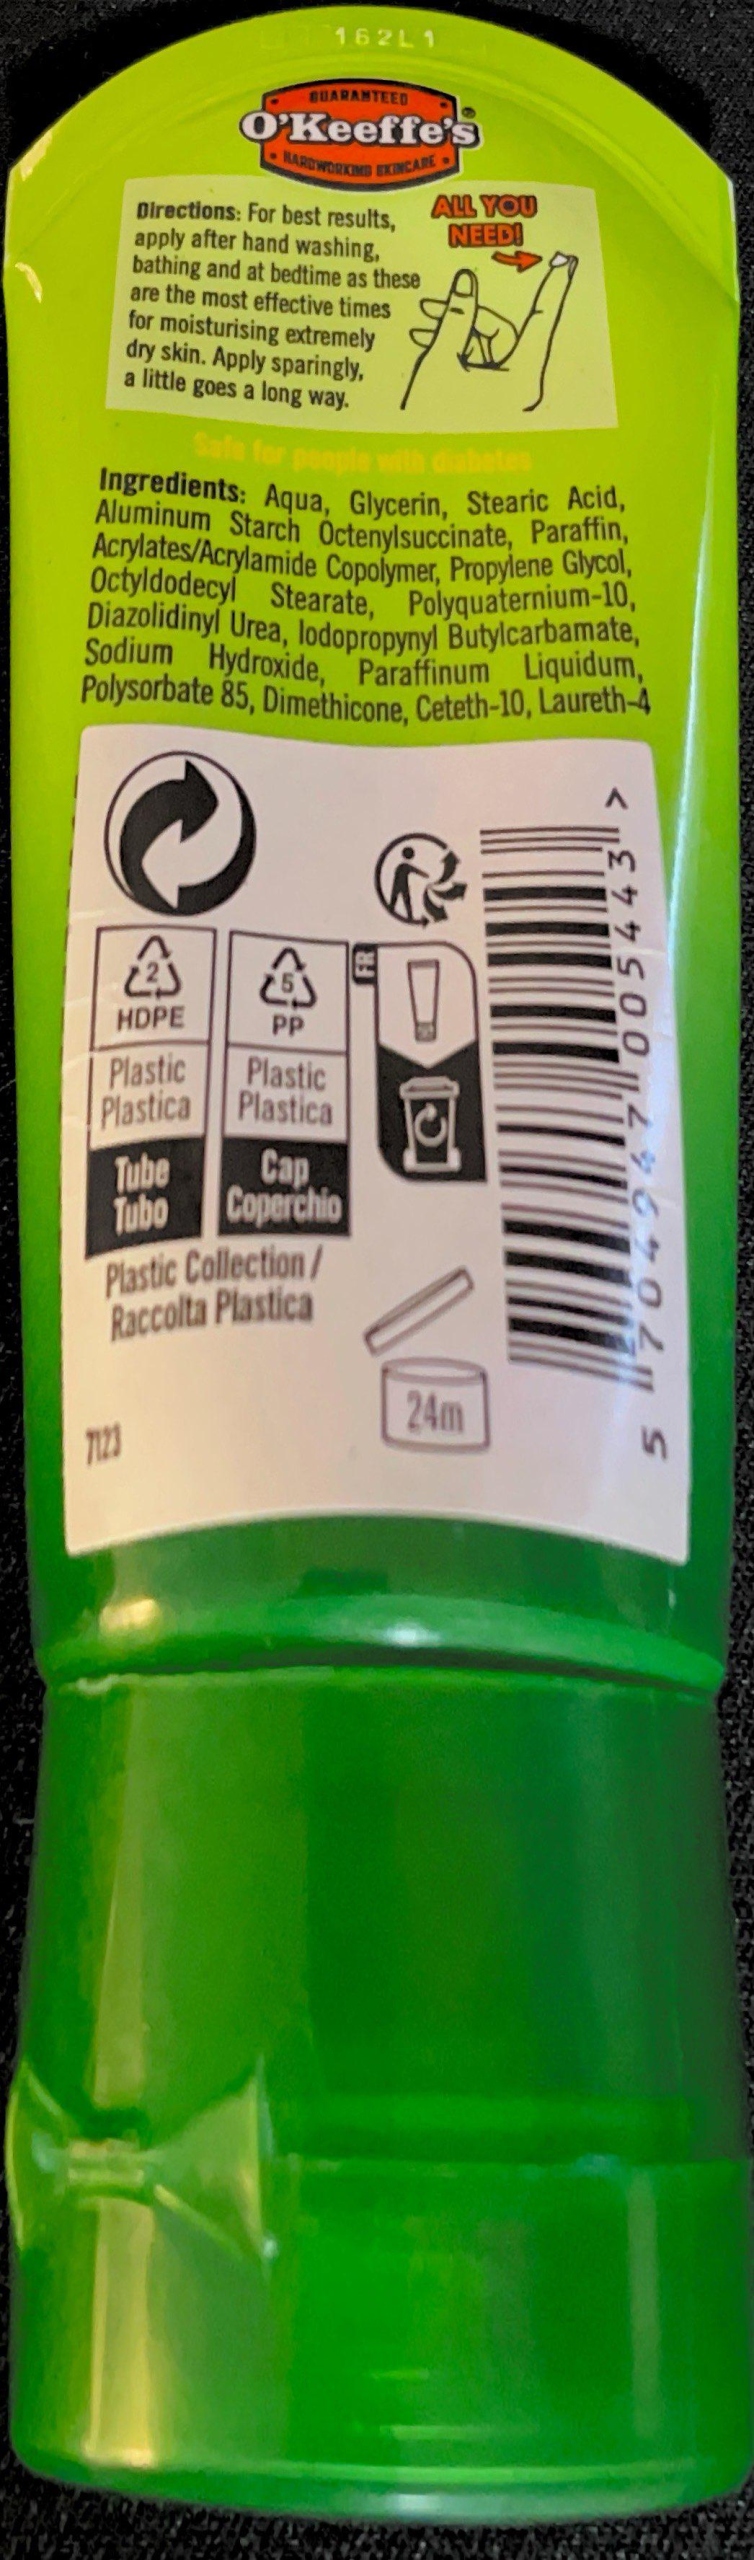 162L1
GUARANTEED
O'Keeffe's®
• HARDWORKING SKINCARE •
Directions: For best results,
apply after hand washing,
bathing and at bedtime as these
are the most effective times
for moisturising extremely
dry skin. Apply sparingly,
a little goes a long way.
ALL YOU
NEED!
Safe for people with diabetes
Ingredients: Aqua, Glycerin, Stearic Acid,
Aluminum Starch Octenylsuccinate, Paraffin,
Acrylates/Acrylamide Copolymer, Propylene Glycol,
Octyldodecyl Stearate, Polyquaternium-10,
Diazolidinyl Urea, Iodopropynyl Butylcarbamate,
Sodium Hydroxide, Paraffinum Liquidum,
Polysorbate 85, Dimethicone, Ceteth-10, Laureth-4
2
HDPE
Plastic
Plastica
Tube
Tubo
5
PP
Plastic
Plastica
Cap
Coperchio
FR
Plastic Collection /
Raccolta Plastica
24m
7123
5 704947 005443 >